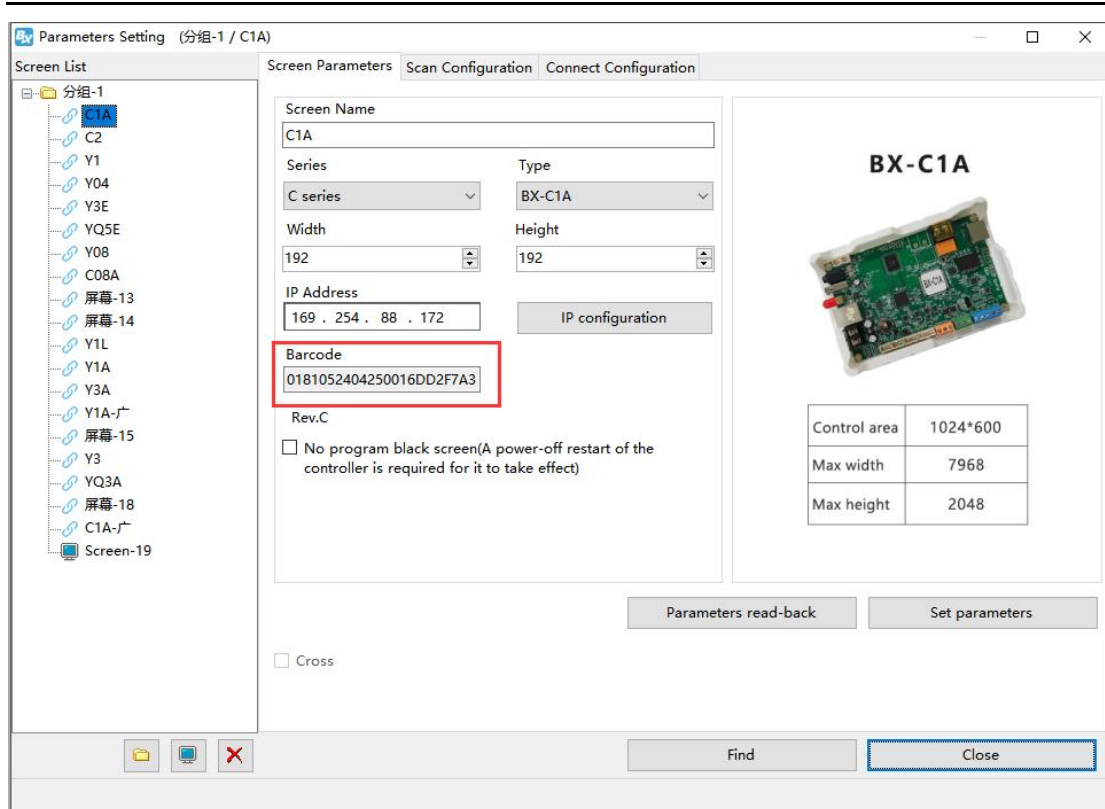 Parameters Setting (分组-1 / C1A)
Screen List
分组-1
C1A
C2
Y1
Y04
Y3E
YQ5E
Y08
C08A
屏幕-13
屏幕-14
Y1L
Y1A
Y3A
Y1A-广
屏幕-15
Y3
YQ3A
屏幕-18
C1A-广
Screen-19
Screen Parameters Scan Configuration Connect Configuration
Screen Name
C1A
Series Type
C series BX-C1A
Width Height
192 192
IP Address
169 . 254 . 88 . 172 IP configuration
Barcode
0181052404250016DD2F7A3
Rev.C
No program black screen(A power-off restart of the
controller is required for it to take effect)
BX-C1A
BX-C1A
Control area 1024*600
Max width 7968
Max height 2048
Parameters read-back Set parameters
Cross
Find Close